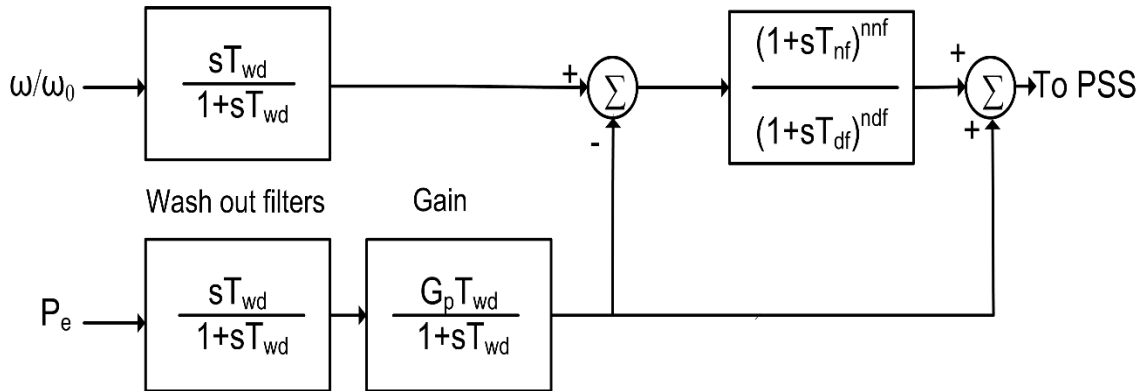 ω/ω₀
sT_wd
1+sT_wd
+
Σ
-
(1+sT_nf)^nnf
(1+sT_df)^ndf
+
Σ
+
To PSS
Wash out filters
Gain
P_e
sT_wd
1+sT_wd
G_pT_wd
1+sT_wd